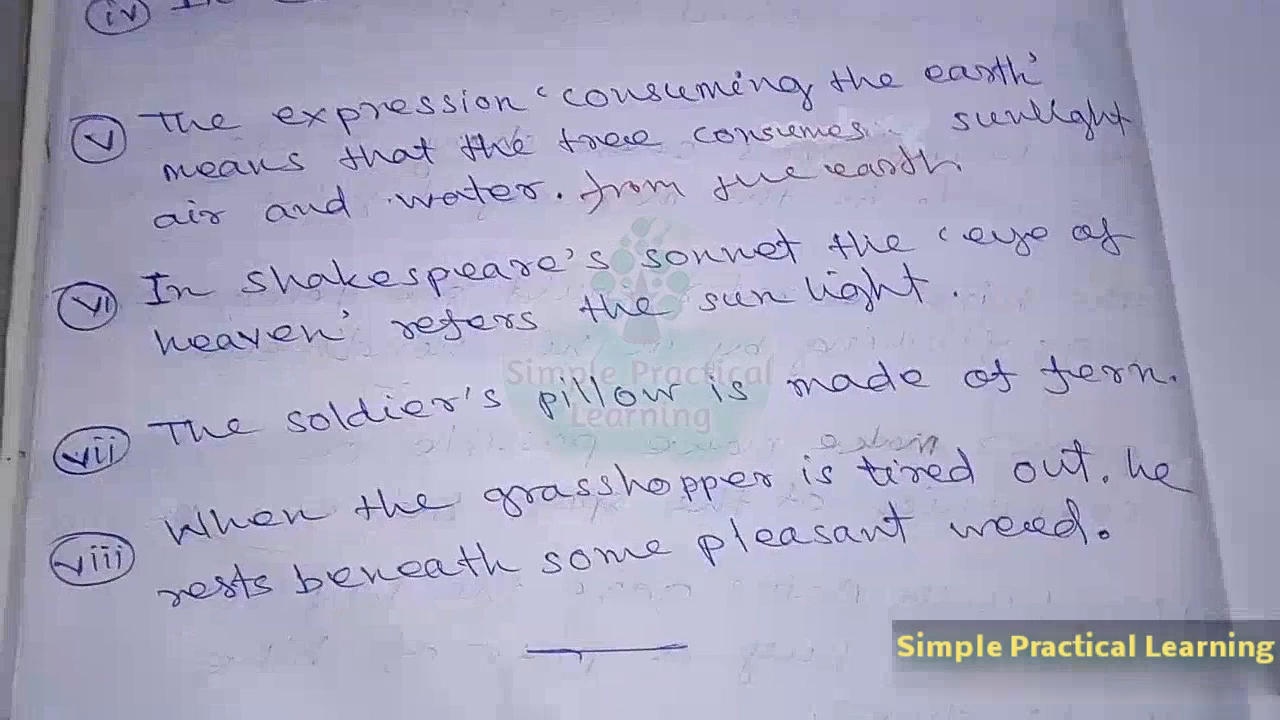 iv
v The expression 'consuming the earth'
means that the tree consumes sunlight
air and water. from the earth.
vi In Shakespeare's sonnet the 'eye of
heaven' refers the sun light.
Simple Practical
Learning
vii The soldier's pillow is made of fern.
viii When the grasshopper is tired out. he
rests beneath some pleasant weed.
Simple Practical Learning